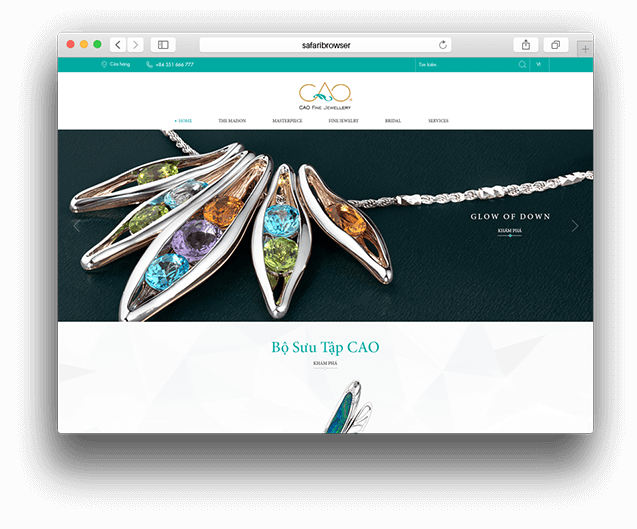 safaribrowser
Cửa hàng
+84 351 666 777
Tìm kiếm
VI
CAO
CAO FINE JEWELLERY
HOME
THE MAISON
MASTERPIECE
FINE JEWELRY
BRIDAL
SERVICES
GLOW OF DOWN
KHÁM PHÁ
Bộ Sưu Tập CAO
KHÁM PHÁ